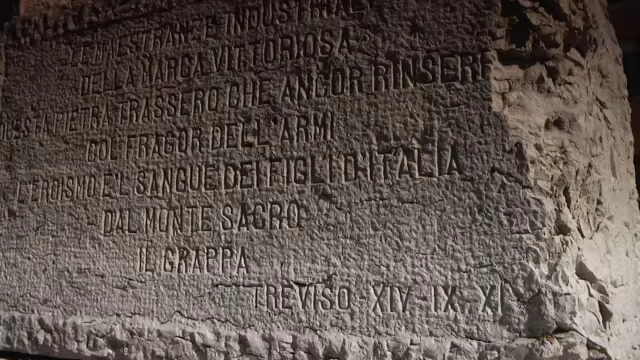 LE MAESTRANZE INDUSTRIALI
DELLA MARCA VITTORIOSA
QUESTA PIETRA TRASSERO, CHE ANCOR RINSERRA
COL FRAGOR DELL'ARMI
L'EROISMO E IL SANGUE DEI FIGLI D'ITALIA
DAL MONTE SACRO
IL GRAPPA
TREVISO - XIV. IX. XI